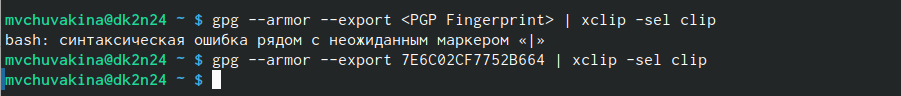 mvchuvakina@dk2n24 ~ $ gpg --armor --export <PGP Fingerprint> | xclip -sel clip
bash: синтаксическая ошибка рядом с неожиданным маркером «|»
mvchuvakina@dk2n24 ~ $ gpg --armor --export 7E6C02CF7752B664 | xclip -sel clip
mvchuvakina@dk2n24 ~ $